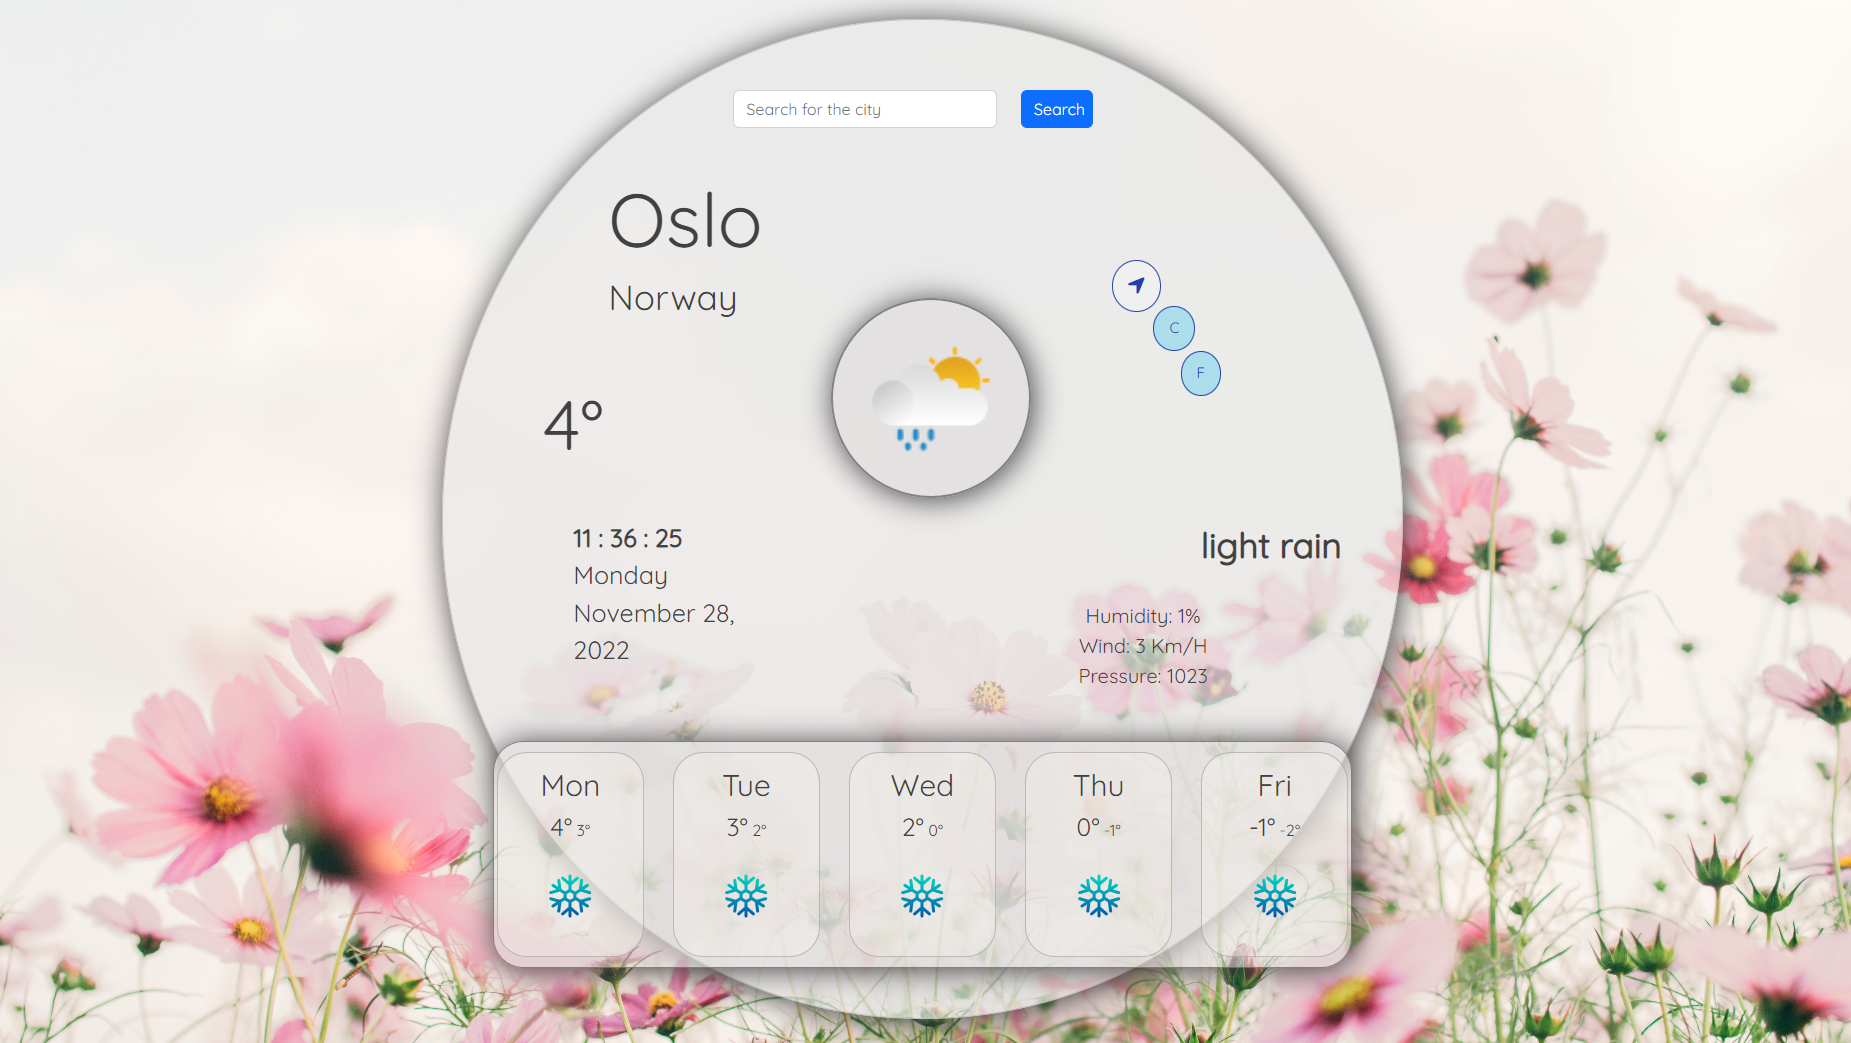 Search for the city
Search
Oslo
Norway
C
F
4°
11 : 36 : 25
Monday
November 28,
2022
light rain
Humidity: 1%
Wind: 3 Km/H
Pressure: 1023
Mon
4° 3°
Tue
3° 2°
Wed
2° 0°
Thu
0° -1°
Fri
-1° -2°